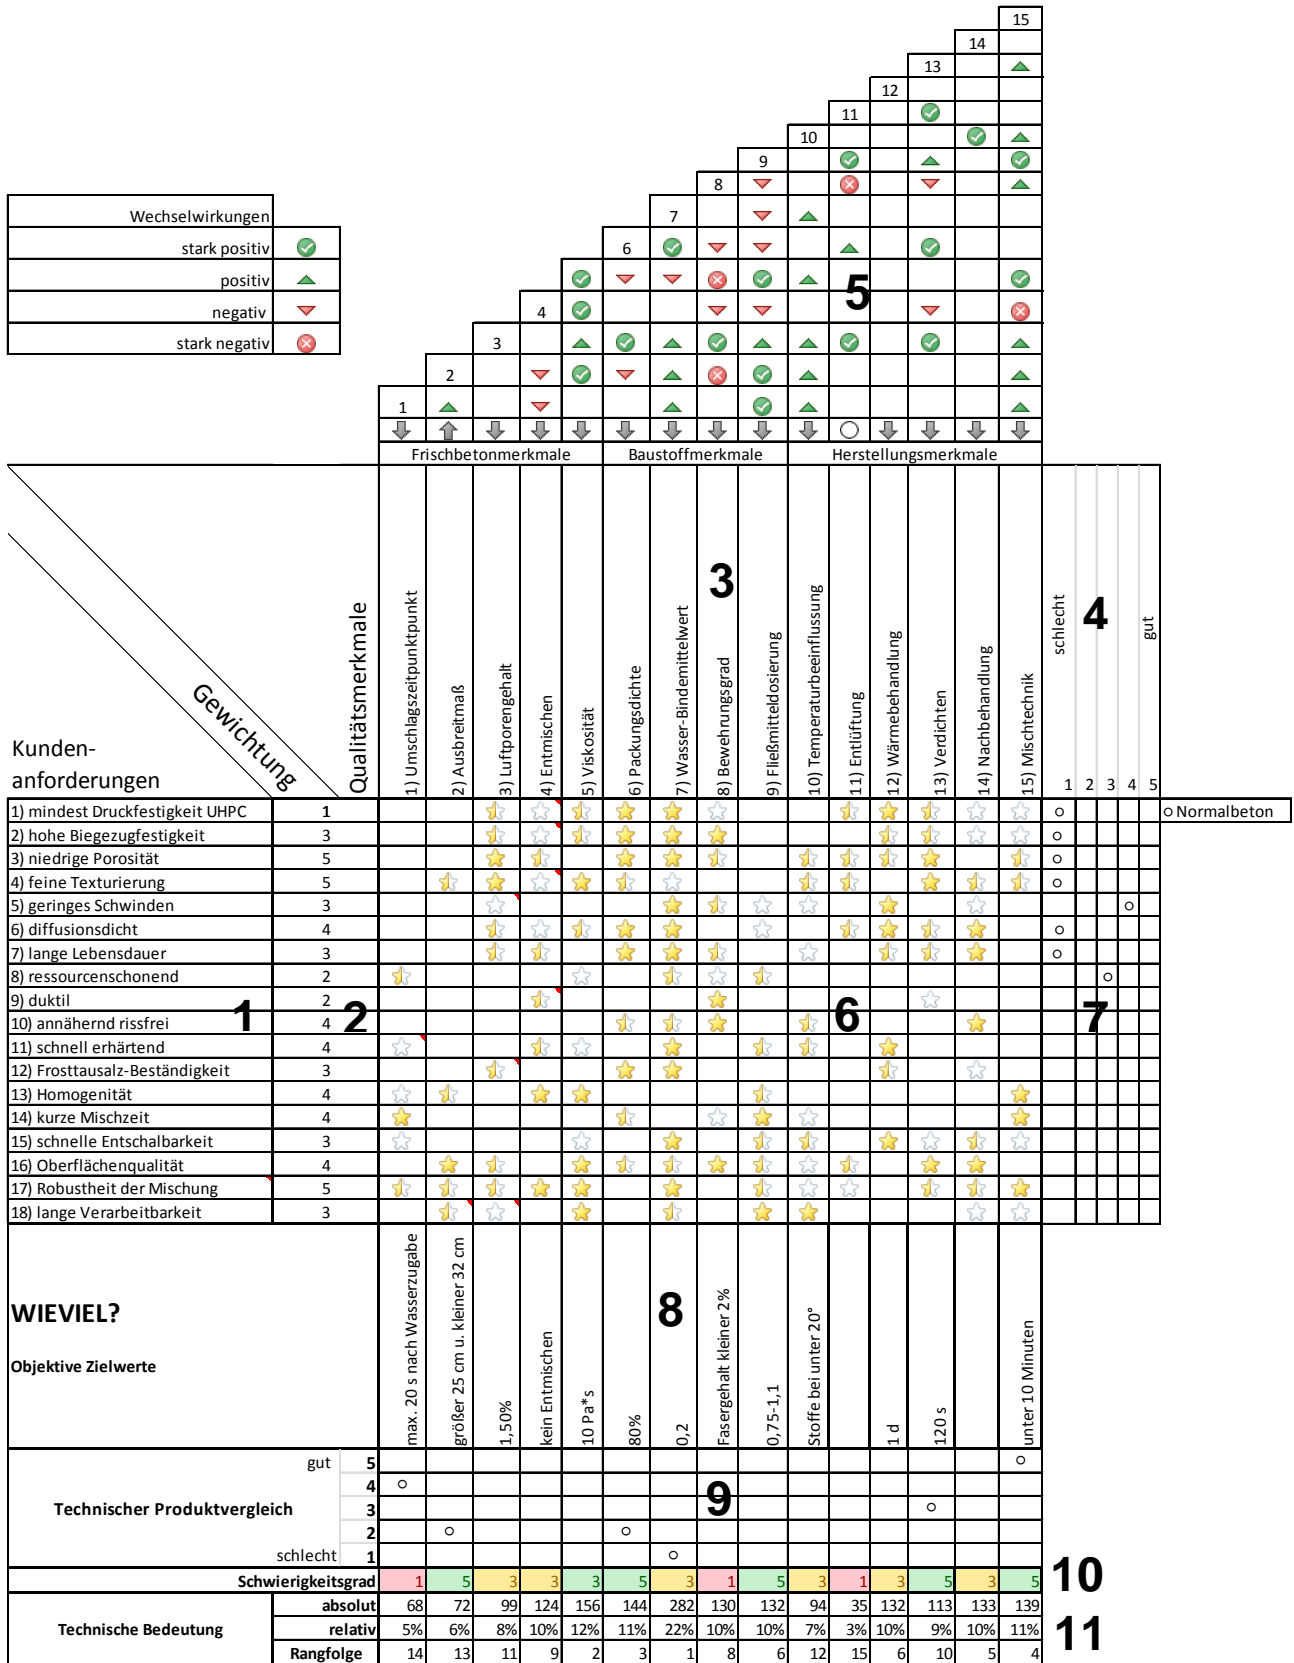 15
14
13
12
11
10
9
8
Wechselwirkungen 7
stark positiv 6
positiv 5
negativ 4
stark negativ 3
2
1
Frischbetonmerkmale Baustoffmerkmale Herstellungsmerkmale
Kunden-
anforderungen
Gewichtung
Qualitätsmerkmale
1) Umschlagszeitpunktpunkt
2) Ausbreitmaß
3) Luftporengehalt
4) Entmischen
5) Viskosität
6) Packungsdichte
7) Wasser-Bindemittelwert
8) Bewehrungsgrad
9) Fließmitteldosierung
10) Temperaturbeeinflussung
11) Entlüftung
12) Wärmebehandlung
13) Verdichten
14) Nachbehandlung
15) Mischtechnik
3
schlecht
4
gut
1 2 3 4 5
1) mindest Druckfestigkeit UHPC 1 Normalbeton
2) hohe Biegezugfestigkeit 3
3) niedrige Porosität 5
4) feine Texturierung 5
5) geringes Schwinden 3
6) diffusionsdicht 4
7) lange Lebensdauer 3
8) ressourcenschonend 2
9) duktil 2
1 2 6 7
10) annähernd rissfrei 4
11) schnell erhärtend 4
12) Frosttausalz-Beständigkeit 3
13) Homogenität 4
14) kurze Mischzeit 4
15) schnelle Entschalbarkeit 3
16) Oberflächenqualität 4
17) Robustheit der Mischung 5
18) lange Verarbeitbarkeit 3
WIEVIEL?
Objektive Zielwerte
max. 20 s nach Wasserzugabe
größer 25 cm u. kleiner 32 cm
1,50%
kein Entmischen
10 Pa*s
80%
0,2
8
Fasergehalt kleiner 2%
0,75-1,1
Stoffe bei unter 20°
1 d
120 s
unter 10 Minuten
gut 5
4
Technischer Produktvergleich 3 9
2
schlecht 1
Schwierigkeitsgrad 1 5 3 3 3 5 3 1 5 3 1 3 5 3 5 10
absolut 68 72 99 124 156 144 282 130 132 94 35 132 113 133 139
Technische Bedeutung relativ 5% 6% 8% 10% 12% 11% 22% 10% 10% 7% 3% 10% 9% 10% 11% 11
Rangfolge 14 13 11 9 2 3 1 8 6 12 15 6 10 5 4